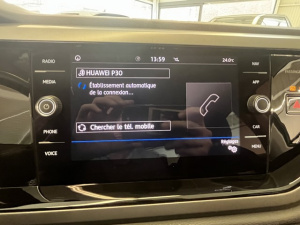 RADIO
MEDIA
PHONE
VOICE
13:59
24.0°C
HUAWEI P30
Établissement automatique
de la connexion...
Chercher le tél. mobile
Réglages
NAV
APP
CAR
MENU